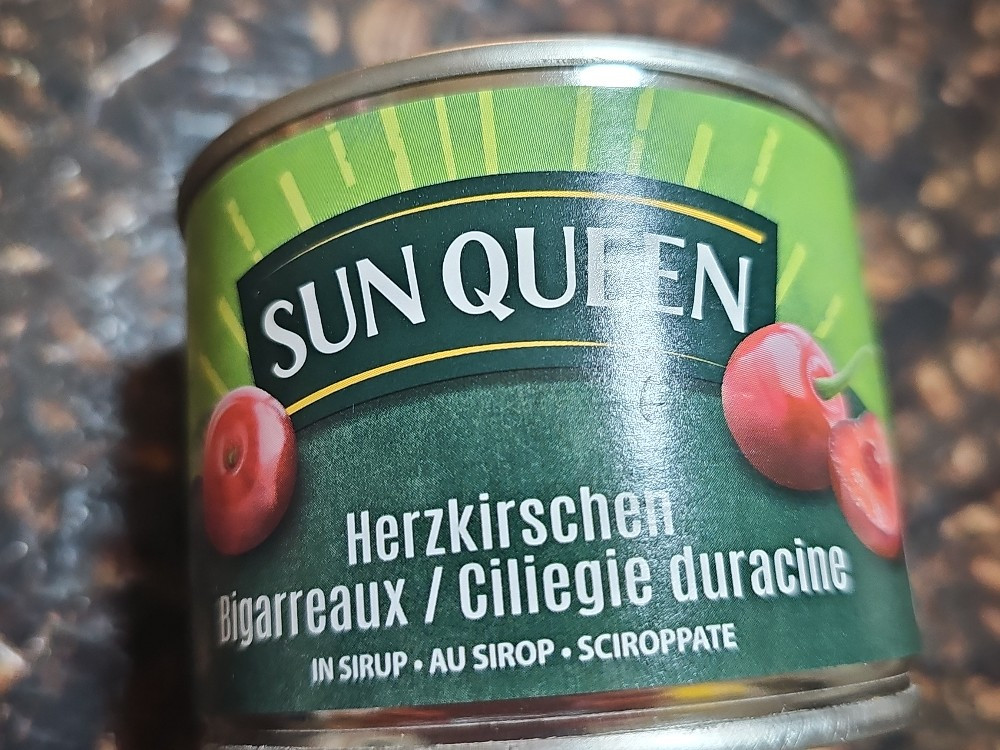 SUN QUEEN
Herzkirschen
Bigarreaux / Ciliegie duracine
IN SIRUP • AU SIROP • SCIROPPATE